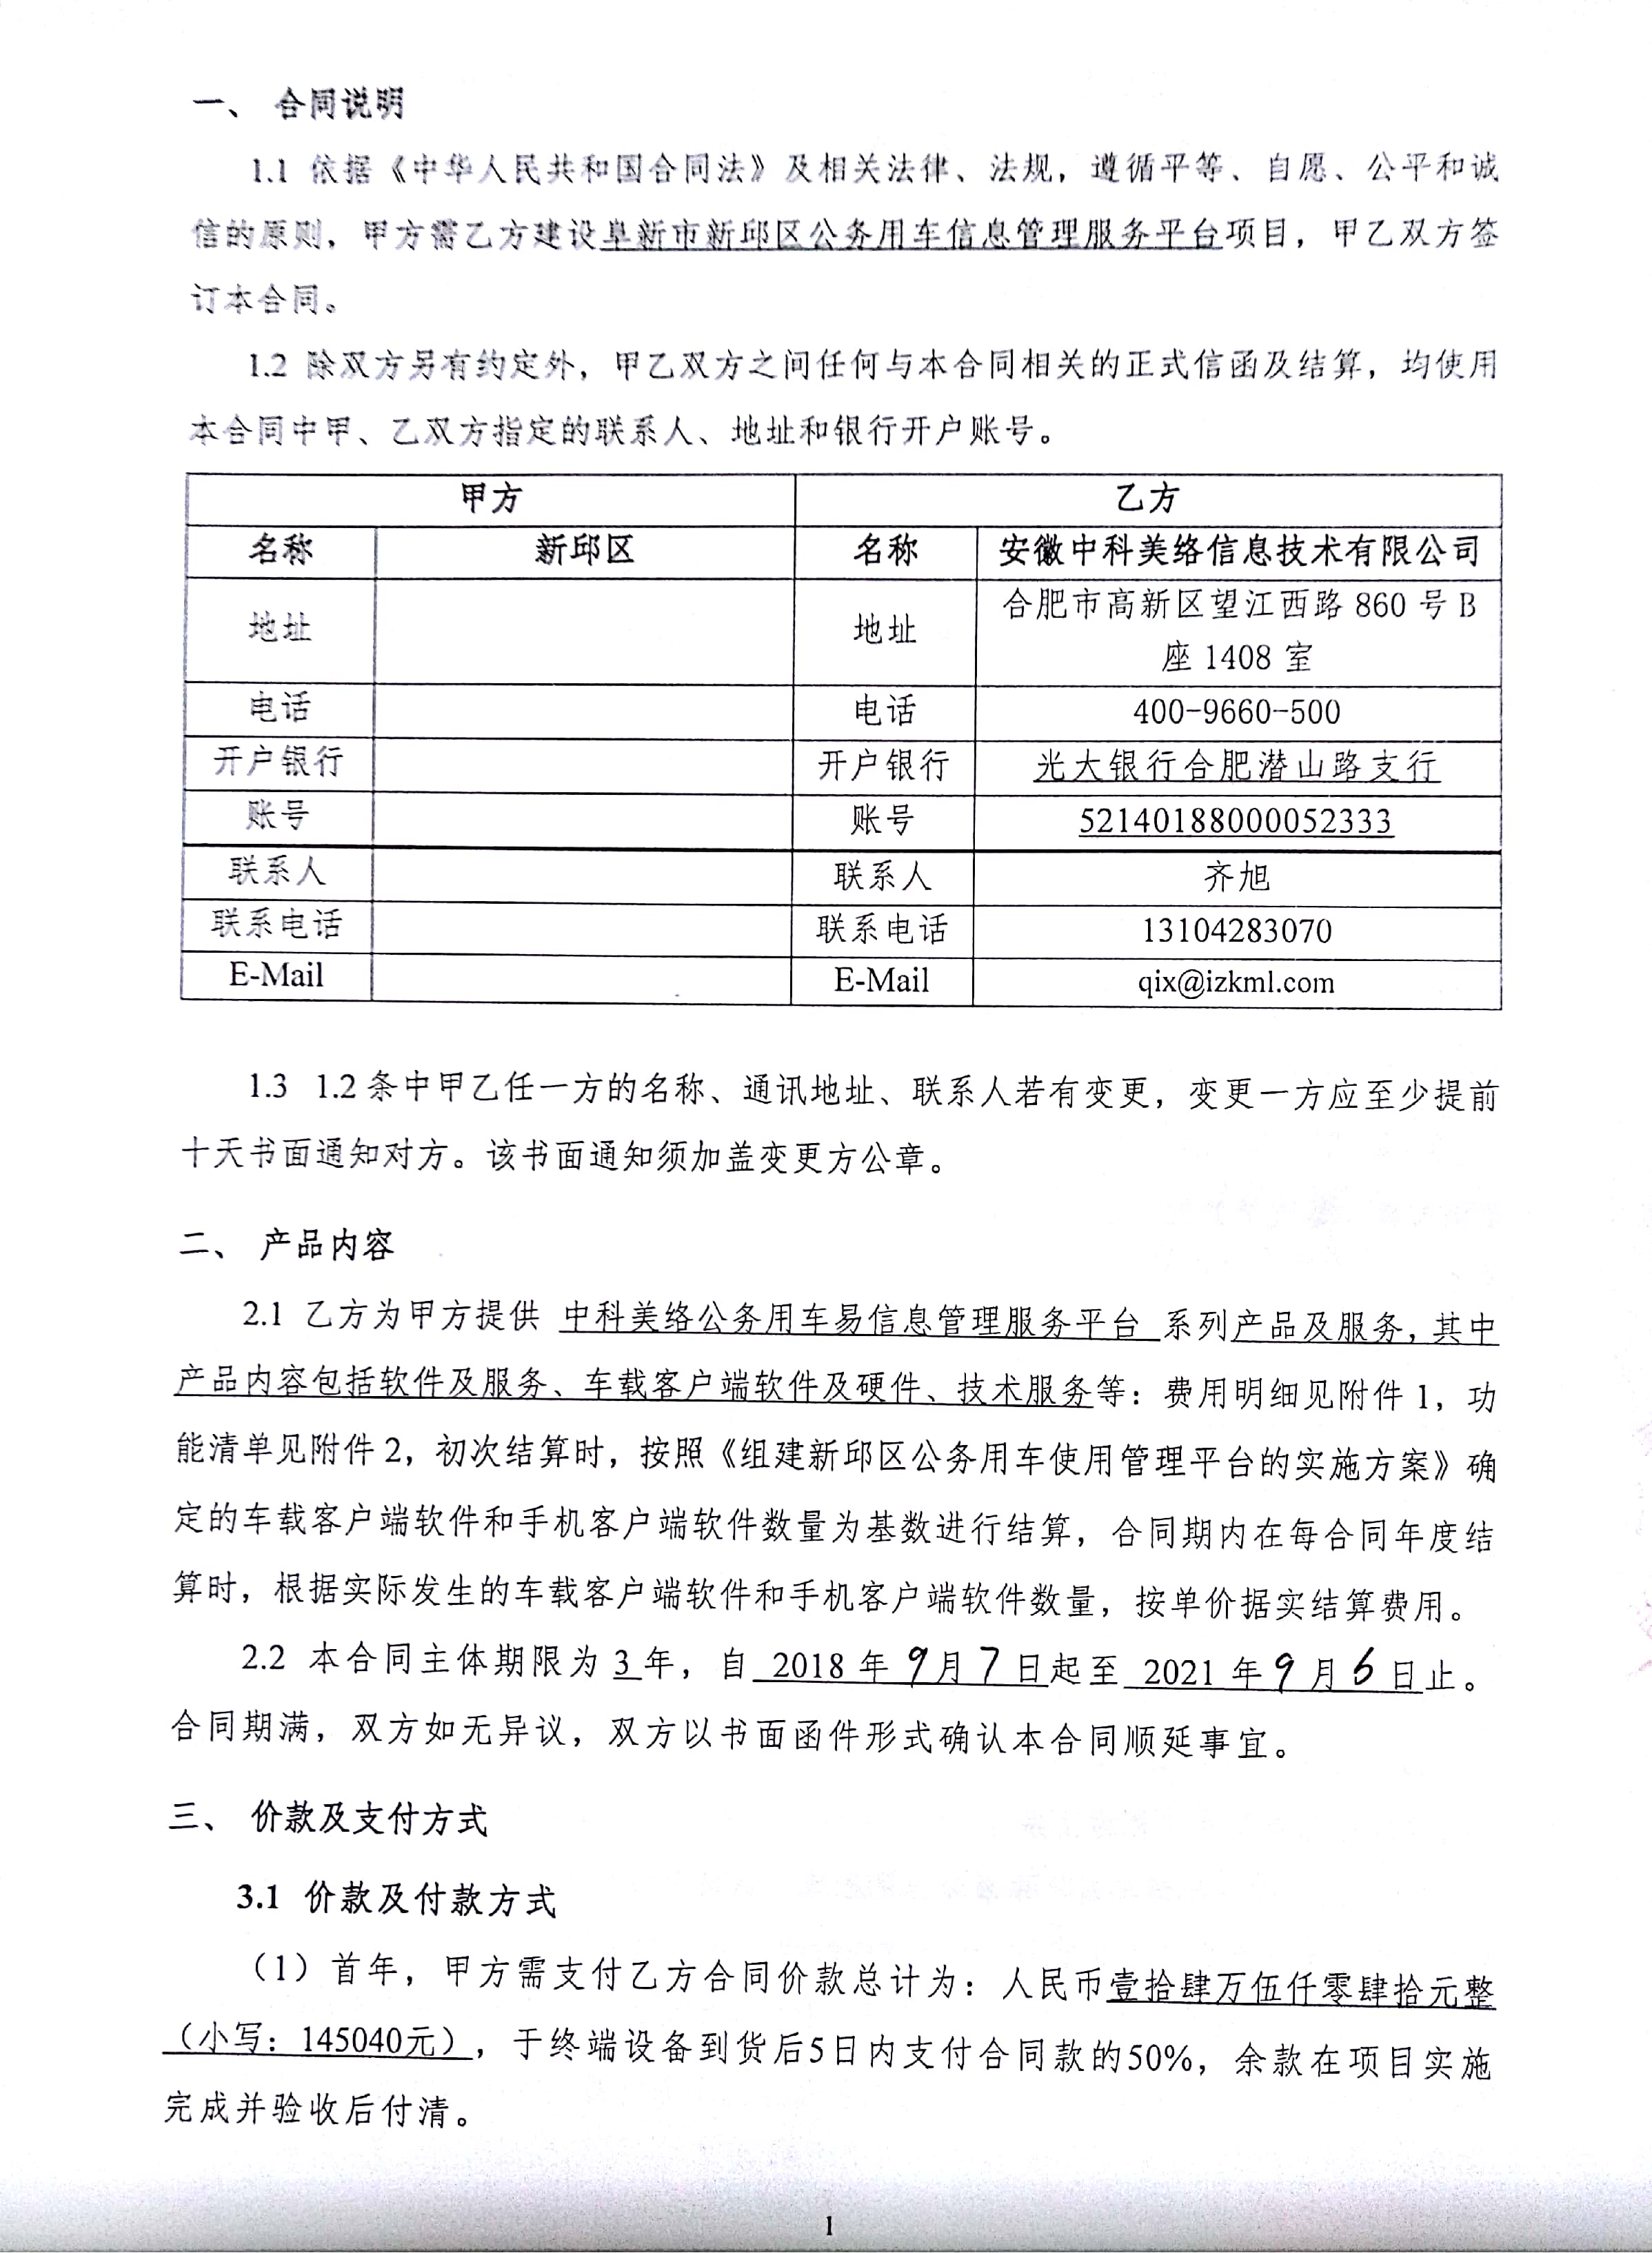 一、 合同说明
1.1 依据《中华人民共和国合同法》及相关法律、法规，遵循平等、自愿、公平和诚
信的原则，甲方需乙方建设阜新市新邱区公务用车信息管理服务平台项目，甲乙双方签
订本合同。
1.2 除双方另有约定外，甲乙双方之间任何与本合同相关的正式信函及结算，均使用
本合同中甲、乙双方指定的联系人、地址和银行开户账号。
甲方 乙方
名称 新邱区 名称 安徽中科美络信息技术有限公司
地址 地址 合肥市高新区望江西路 860 号 B
座 1408 室
电话 电话 400-9660-500
开户银行 开户银行 光大银行合肥潜山路支行
账号 账号 52140188000052333
联系人 联系人 齐旭
联系电话 联系电话 13104283070
E-Mail E-Mail qix@izkml.com
1.3 1.2 条中甲乙任一方的名称、通讯地址、联系人若有变更，变更一方应至少提前
十天书面通知对方。该书面通知须加盖变更方公章。
二、 产品内容
2.1 乙方为甲方提供 中科美络公务用车易信息管理服务平台 系列产品及服务，其中
产品内容包括软件及服务、车载客户端软件及硬件、技术服务等：费用明细见附件 1，功
能清单见附件 2，初次结算时，按照《组建新邱区公务用车使用管理平台的实施方案》确
定的车载客户端软件和手机客户端软件数量为基数进行结算，合同期内在每合同年度结
算时，根据实际发生的车载客户端软件和手机客户端软件数量，按单价据实结算费用。
2.2 本合同主体期限为 3 年，自 2018 年 9 月 7 日起至 2021 年 9 月 6 日止。
合同期满，双方如无异议，双方以书面函件形式确认本合同顺延事宜。
三、 价款及支付方式
3.1 价款及付款方式
（1）首年，甲方需支付乙方合同价款总计为：人民币壹拾肆万伍仟零肆拾元整
（小写：145040元），于终端设备到货后5日内支付合同款的50%，余款在项目实施
完成并验收后付清。
1